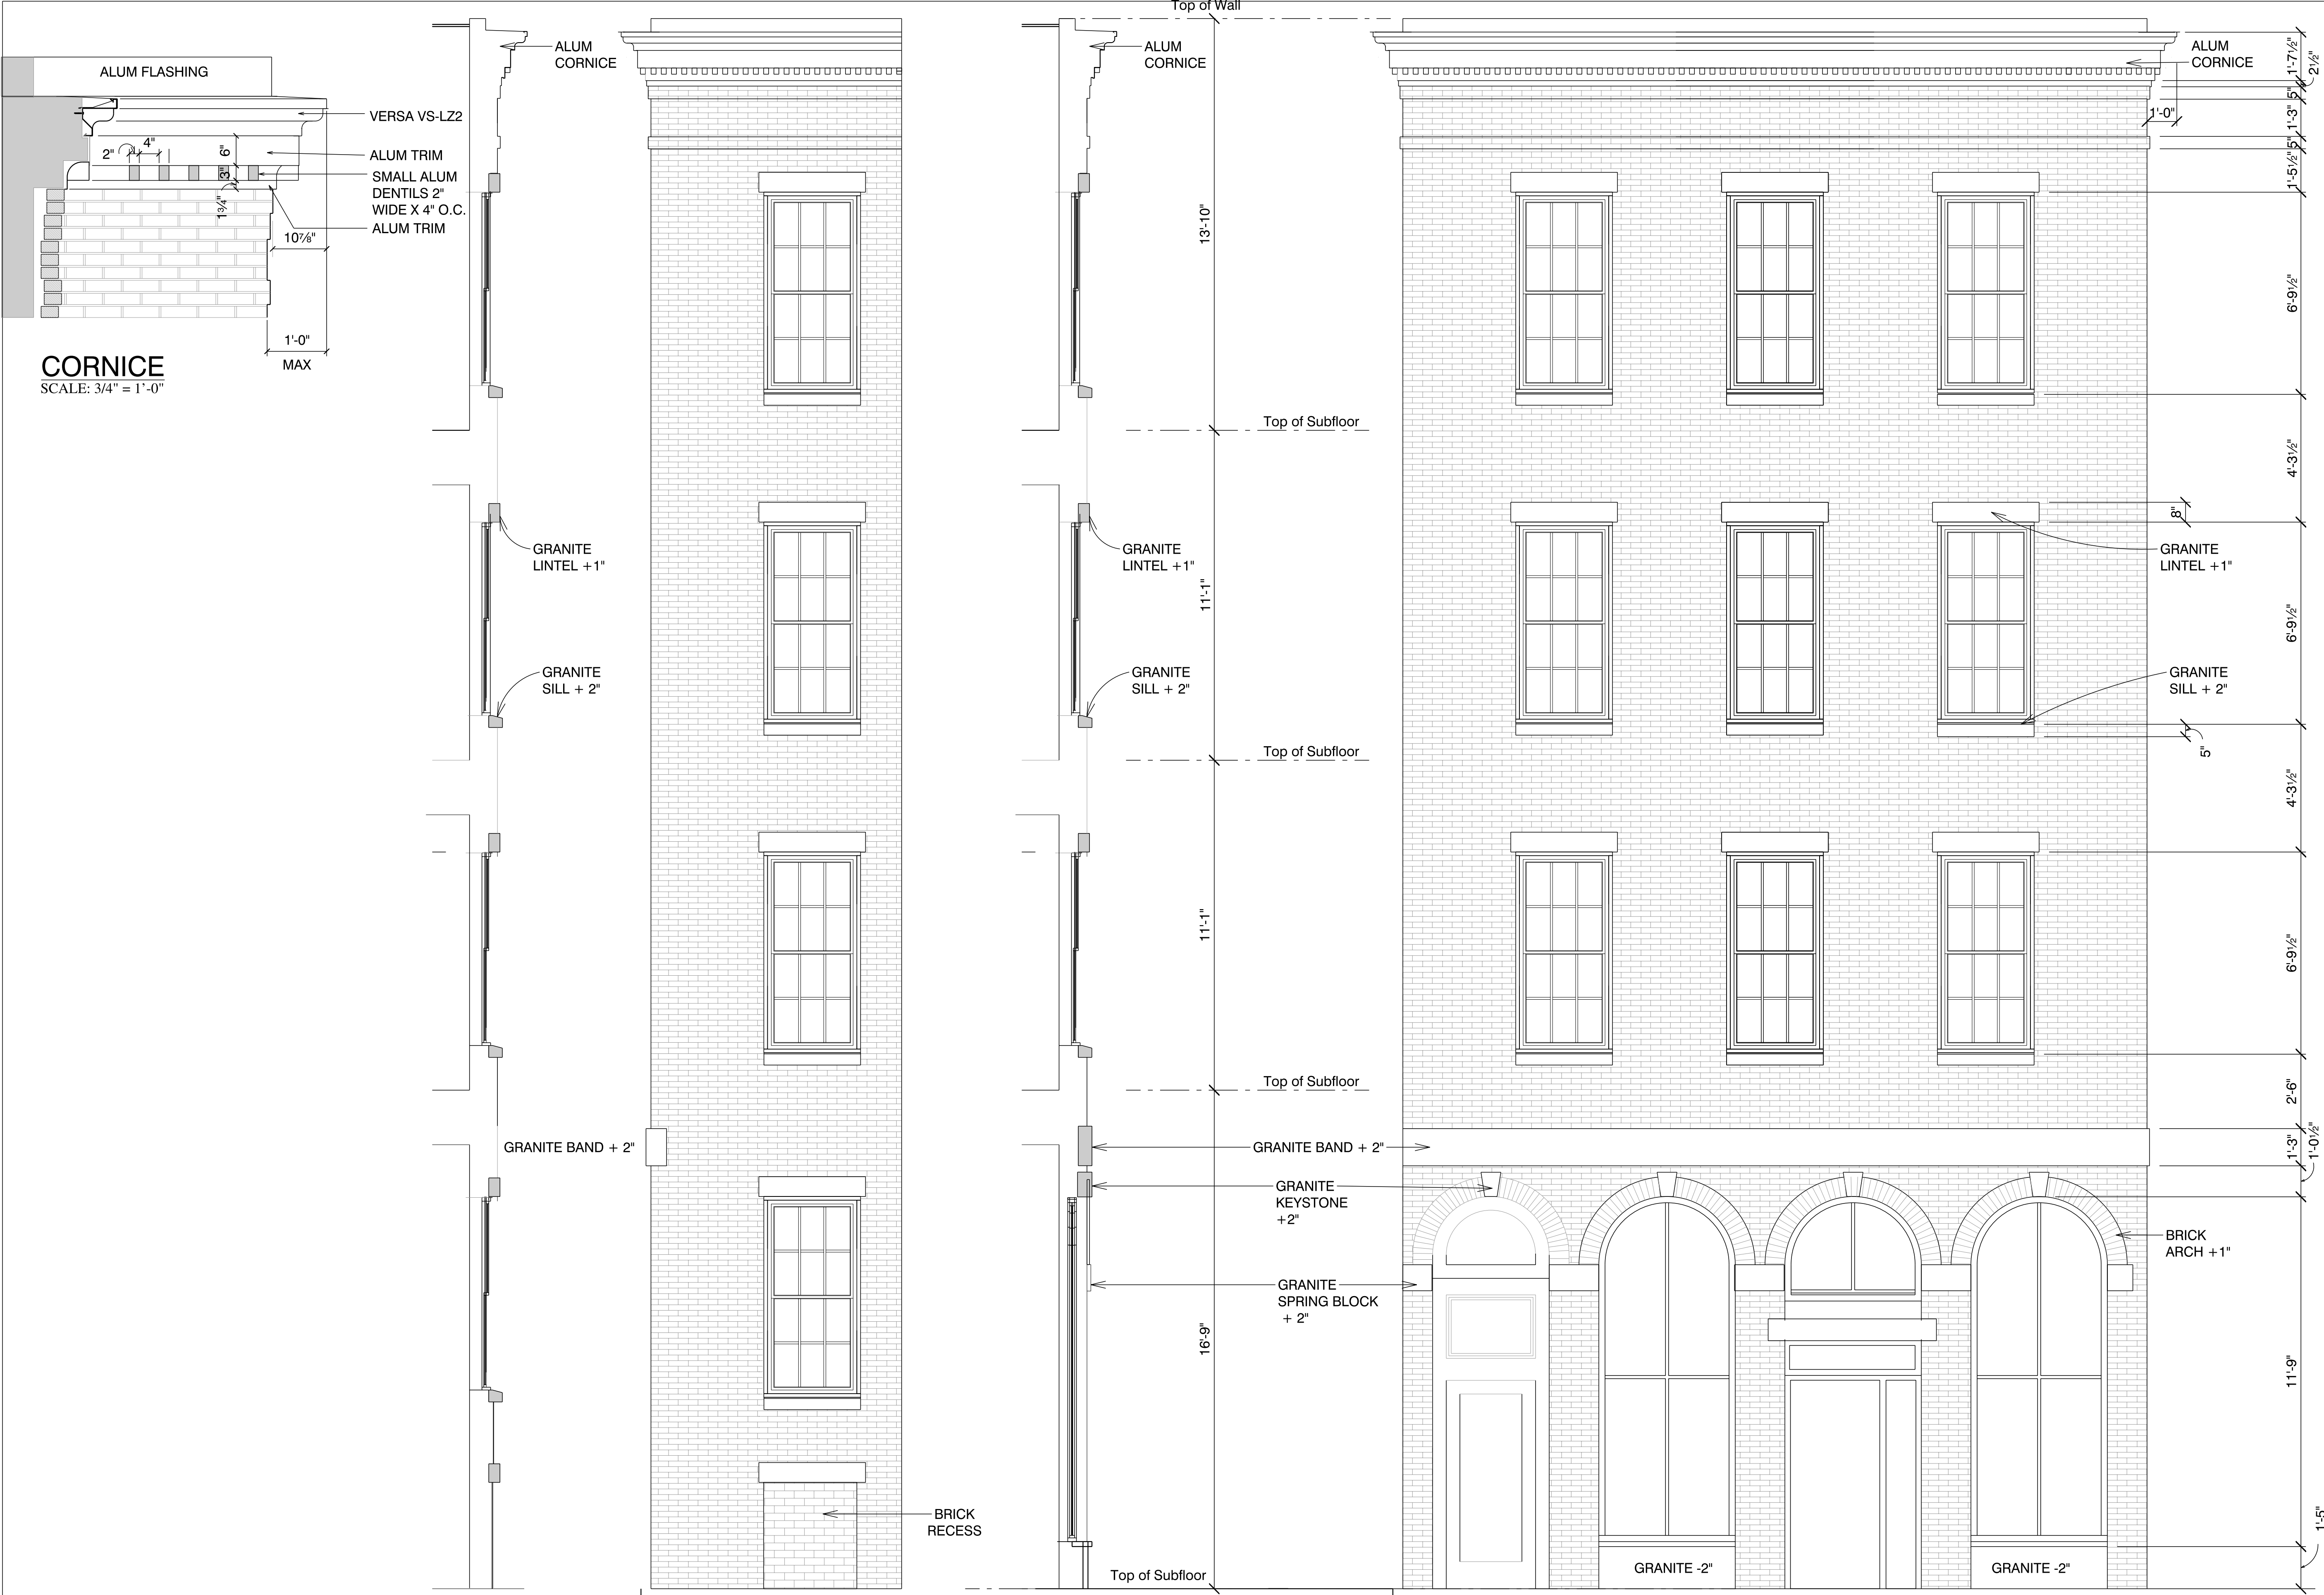 Top of Wall
ALUM FLASHING
VERSA VS-LZ2
4"
2"
6"
3"
1¾"
ALUM TRIM
SMALL ALUM
DENTILS 2"
WIDE X 4" O.C.
ALUM TRIM
10⅞"
1'-0"
MAX
CORNICE
SCALE: 3/4" = 1'-0"
ALUM
CORNICE
GRANITE
LINTEL +1"
GRANITE
SILL + 2"
GRANITE BAND + 2"
BRICK
RECESS
ALUM
CORNICE
GRANITE
LINTEL +1"
GRANITE
SILL + 2"
13'-10"
Top of Subfloor
11'-1"
Top of Subfloor
11'-1"
Top of Subfloor
16'-9"
Top of Subfloor
GRANITE BAND + 2"
GRANITE
KEYSTONE
+2"
GRANITE
SPRING BLOCK
+ 2"
ALUM
CORNICE
1'-0"
GRANITE
LINTEL +1"
8"
GRANITE
SILL + 2"
5"
BRICK
ARCH +1"
GRANITE -2"
GRANITE -2"
1'-7½"
2½"
5"
1'-3"
5"
1'-5½"
6'-9½"
4'-3½"
6'-9½"
4'-3½"
6'-9½"
2'-6"
1'-3"
1'-0½"
11'-9"
1'-5"